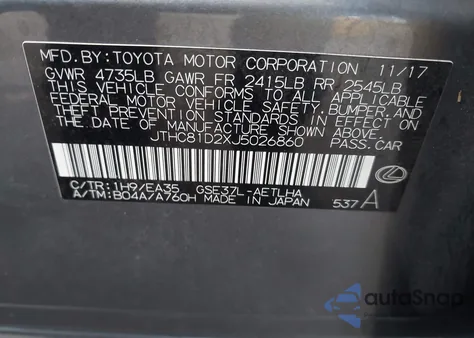 MFD.BY: TOYOTA MOTOR CORPORATION 11/17
GVWR 4735LB GAWR FR 2415LB RR 2545LB
THIS VEHICLE CONFORMS TO ALL APPLICABLE
FEDERAL MOTOR VEHICLE SAFETY, BUMPER, AND
THEFT PREVENTION STANDARDS IN EFFECT ON
THE DATE OF MANUFACTURE SHOWN ABOVE.
JTHC81D2XJ5026860 PASS.CAR
C/TR: 1H9/EA35 GSE37L-AETLHA
A/TM: B04A/A760H MADE IN JAPAN 537 A
autoSnap